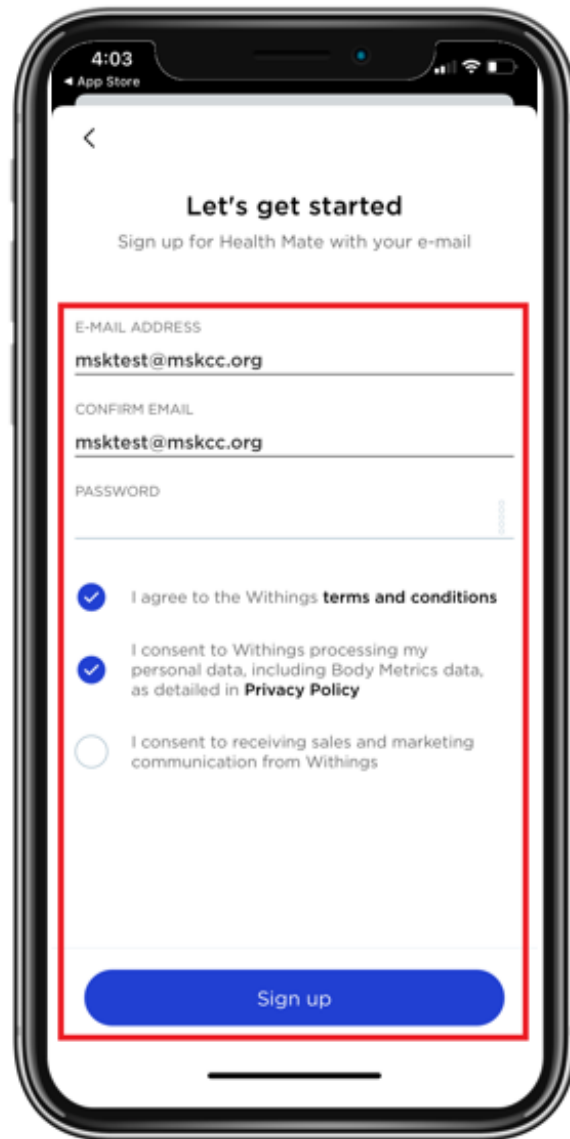 4:03
App Store
Let's get started
Sign up for Health Mate with your e-mail
E-MAIL ADDRESS
msktest@mskcc.org
CONFIRM EMAIL
msktest@mskcc.org
PASSWORD
I agree to the Withings terms and conditions
I consent to Withings processing my
personal data, including Body Metrics data,
as detailed in Privacy Policy
I consent to receiving sales and marketing
communication from Withings
Sign up